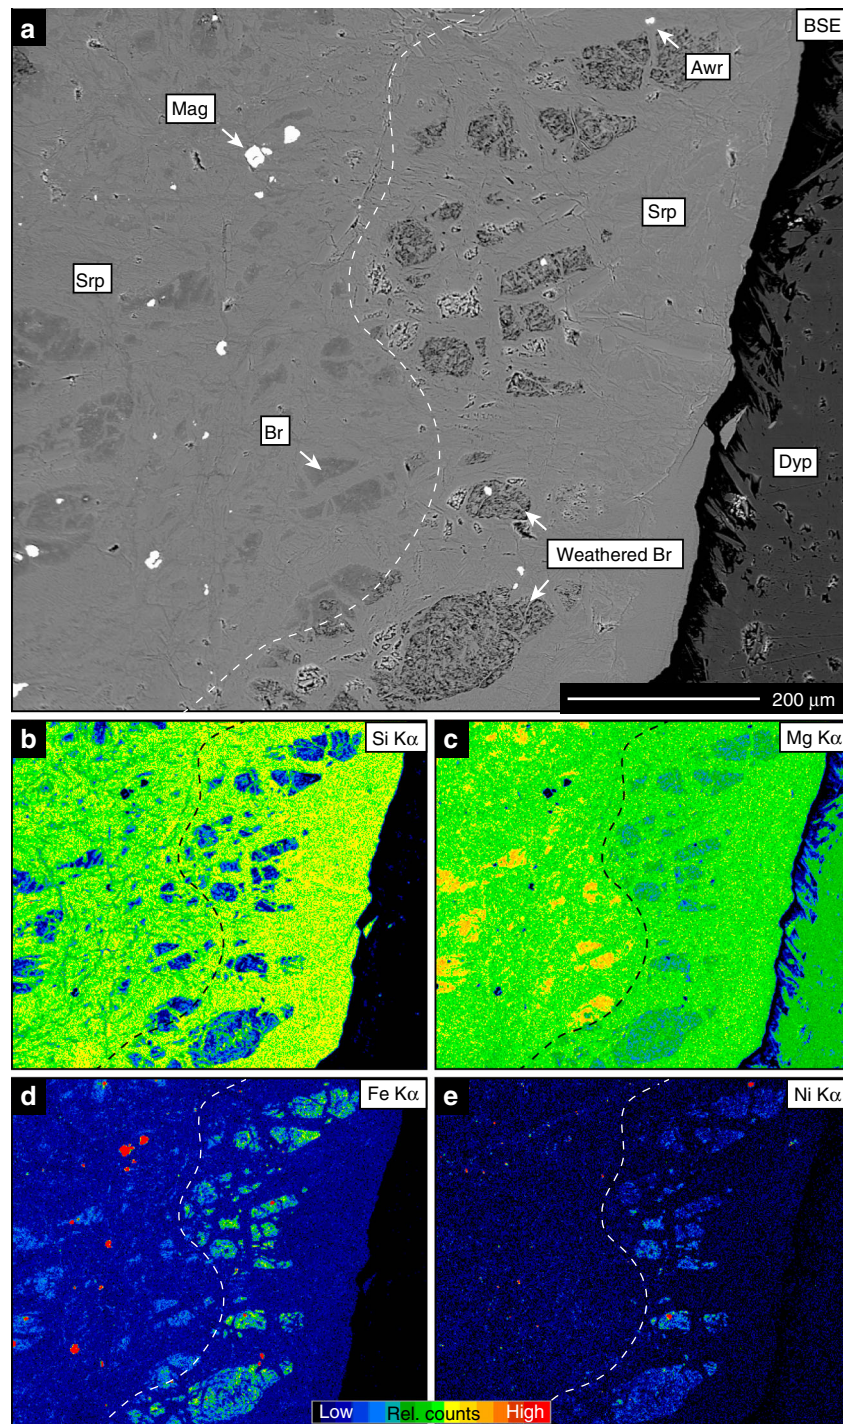 a
BSE
Awr
Mag
Srp
Srp
Br
Dyp
Weathered Br
200 μm
b
Si Kα
c
Mg Kα
d
Fe Kα
e
Ni Kα
Low Rel. counts High